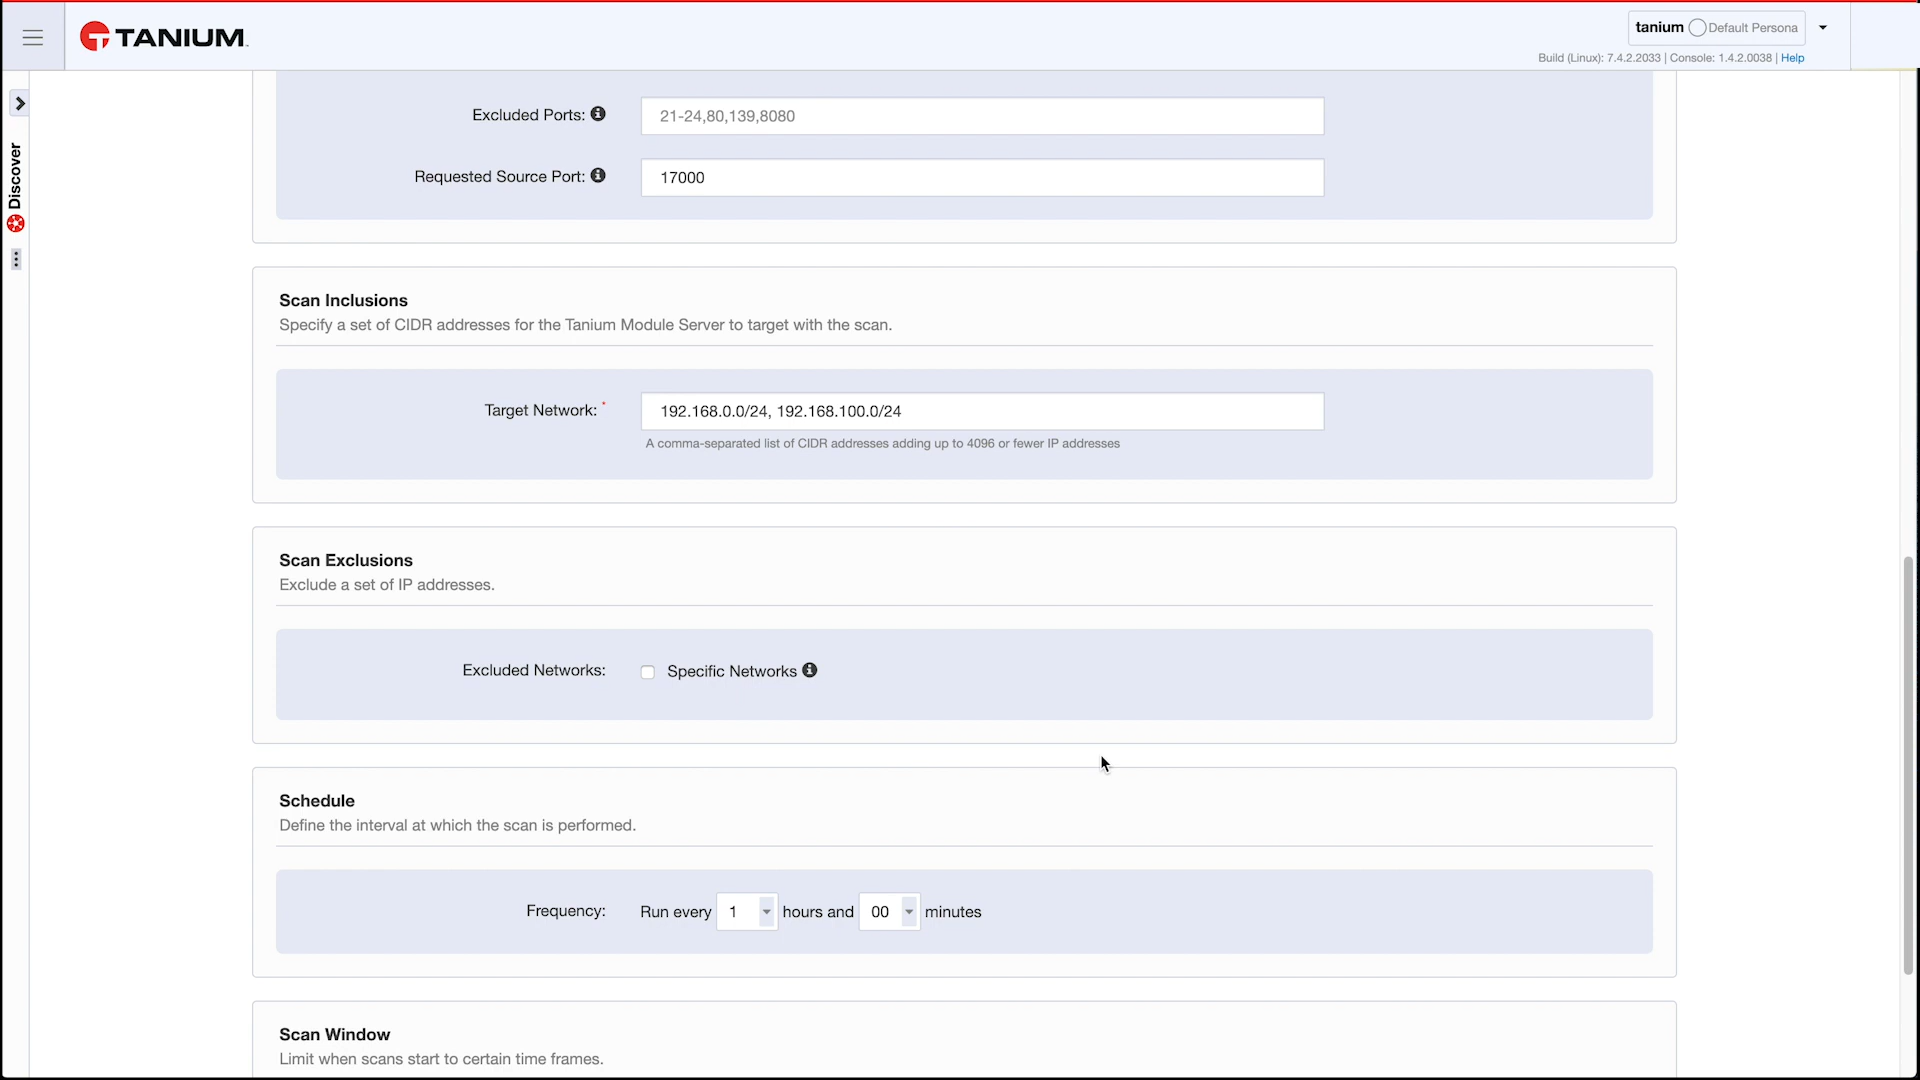 TANIUM
tanium Default Persona
Build (Linux): 7.4.2.2033 | Console: 1.4.2.0038 | Help
Discover
Excluded Ports:
21-24,80,139,8080
Requested Source Port:
17000
Scan Inclusions
Specify a set of CIDR addresses for the Tanium Module Server to target with the scan.
Target Network: *
192.168.0.0/24, 192.168.100.0/24
A comma-separated list of CIDR addresses adding up to 4096 or fewer IP addresses
Scan Exclusions
Exclude a set of IP addresses.
Excluded Networks:
Specific Networks
Schedule
Define the interval at which the scan is performed.
Frequency:
Run every 1 hours and 00 minutes
Scan Window
Limit when scans start to certain time frames.